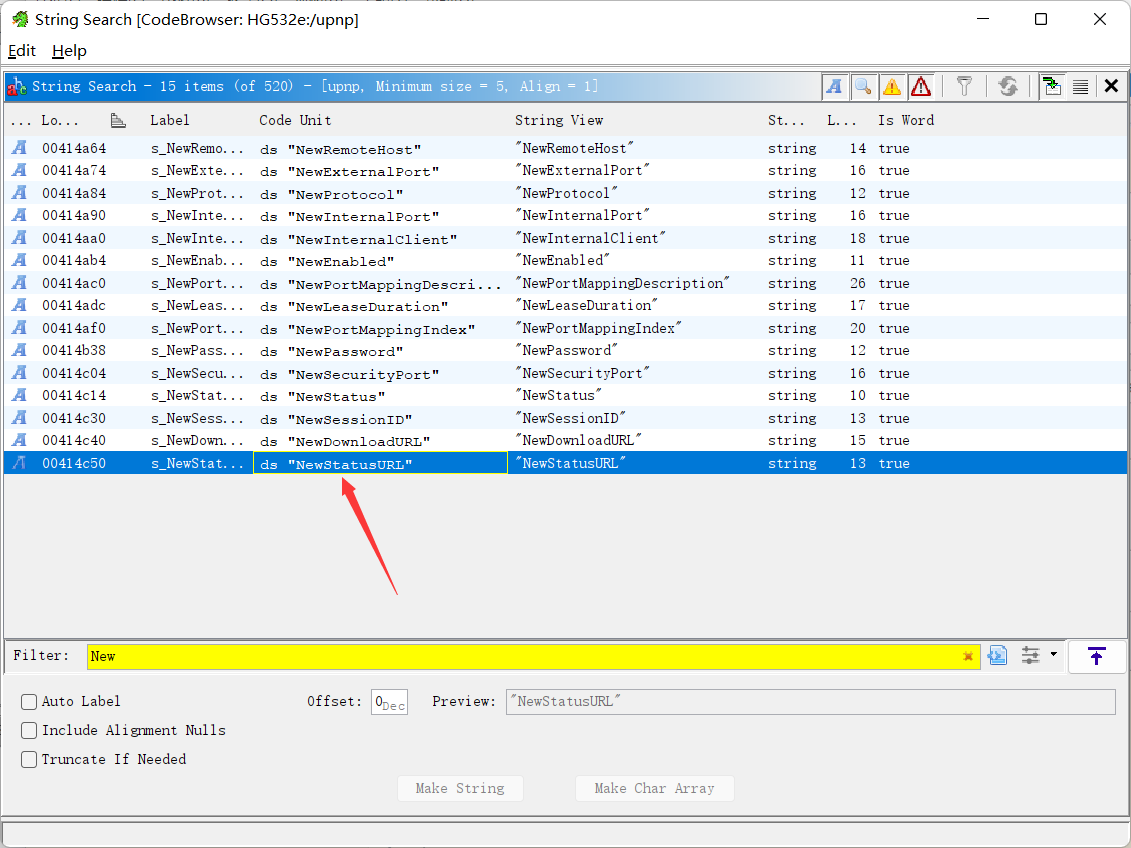 String Search [CodeBrowser: HG532e:/upnp]
Edit Help
String Search - 15 items (of 520) - [upnp, Minimum size = 5, Align = 1]
... Lo... Label Code Unit String View St... L... Is Word
00414a64 s_NewRemo... ds "NewRemoteHost" "NewRemoteHost" string 14 true
00414a74 s_NewExte... ds "NewExternalPort" "NewExternalPort" string 16 true
00414a84 s_NewProt... ds "NewProtocol" "NewProtocol" string 12 true
00414a90 s_NewInte... ds "NewInternalPort" "NewInternalPort" string 16 true
00414aa0 s_NewInte... ds "NewInternalClient" "NewInternalClient" string 18 true
00414ab4 s_NewEnab... ds "NewEnabled" "NewEnabled" string 11 true
00414ac0 s_NewPort... ds "NewPortMappingDescri... "NewPortMappingDescription" string 26 true
00414adc s_NewLeas... ds "NewLeaseDuration" "NewLeaseDuration" string 17 true
00414af0 s_NewPort... ds "NewPortMappingIndex" "NewPortMappingIndex" string 20 true
00414b38 s_NewPass... ds "NewPassword" "NewPassword" string 12 true
00414c04 s_NewSecu... ds "NewSecurityPort" "NewSecurityPort" string 16 true
00414c14 s_NewStat... ds "NewStatus" "NewStatus" string 10 true
00414c30 s_NewSess... ds "NewSessionID" "NewSessionID" string 13 true
00414c40 s_NewDown... ds "NewDownloadURL" "NewDownloadURL" string 15 true
00414c50 s_NewStat... ds "NewStatusURL" "NewStatusURL" string 13 true
Filter: New
Auto Label Offset: 0 Dec Preview: "NewStatusURL"
Include Alignment Nulls
Truncate If Needed
Make String Make Char Array